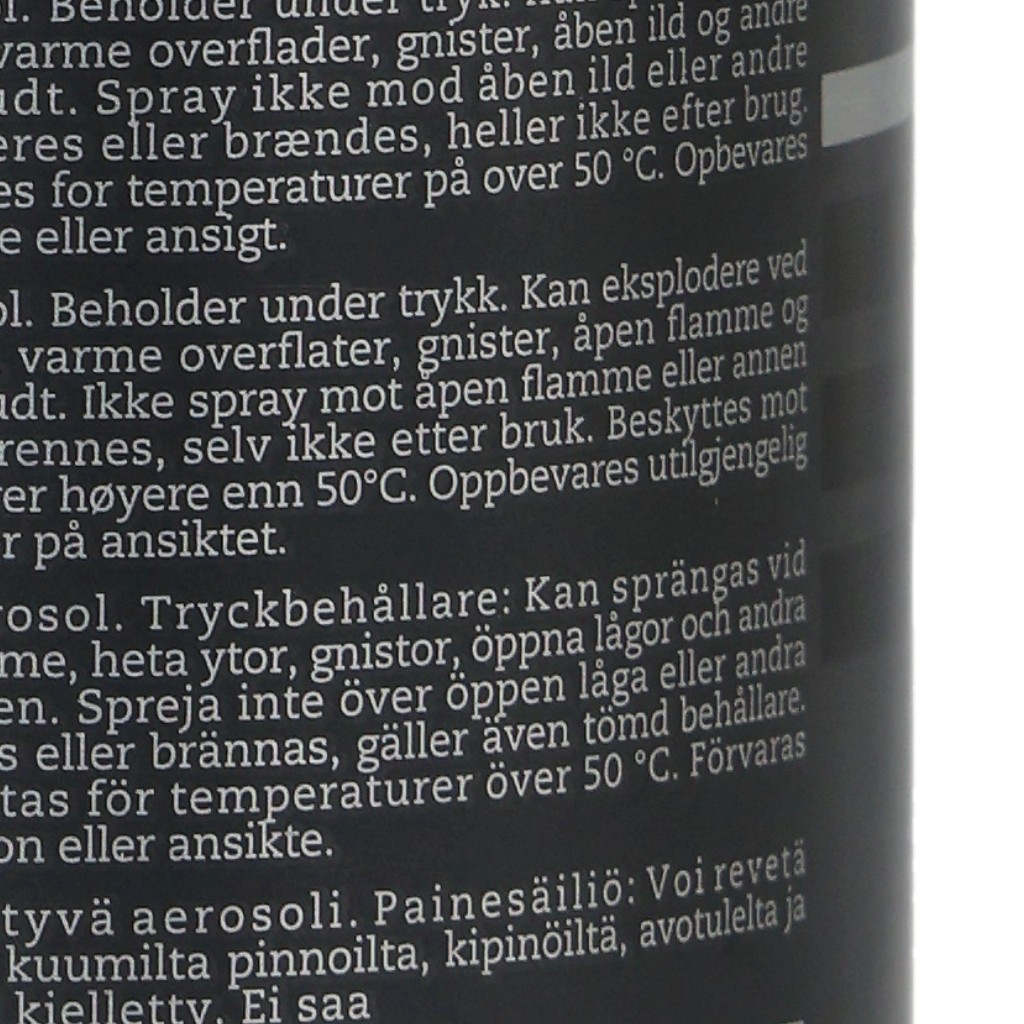 ol. Beholder under tryk.
varme overflader, gnister, åben ild og andre
udt. Spray ikke mod åben ild eller andre
eres eller brændes, heller ikke efter brug.
es for temperaturer på over 50 °C. Opbevares
e eller ansigt.
ol. Beholder under trykk. Kan eksplodere ved
varme overflater, gnister, åpen flamme og
udt. Ikke spray mot åpen flamme eller annen
rennes, selv ikke etter bruk. Beskyttes mot
er høyere enn 50°C. Oppbevares utilgjengelig
r på ansiktet.
rosol. Tryckbehållare: Kan sprängas vid
me, heta ytor, gnistor, öppna lågor och andra
en. Spreja inte över öppen låga eller andra
s eller brännas, gäller även tömd behållare.
tas för temperaturer över 50 °C. Förvaras
on eller ansikte.
tyvä aerosoli. Painesäiliö: Voi revetä
kuumilta pinnoilta, kipinöiltä, avotulelta ja
kielletty. Ei saa